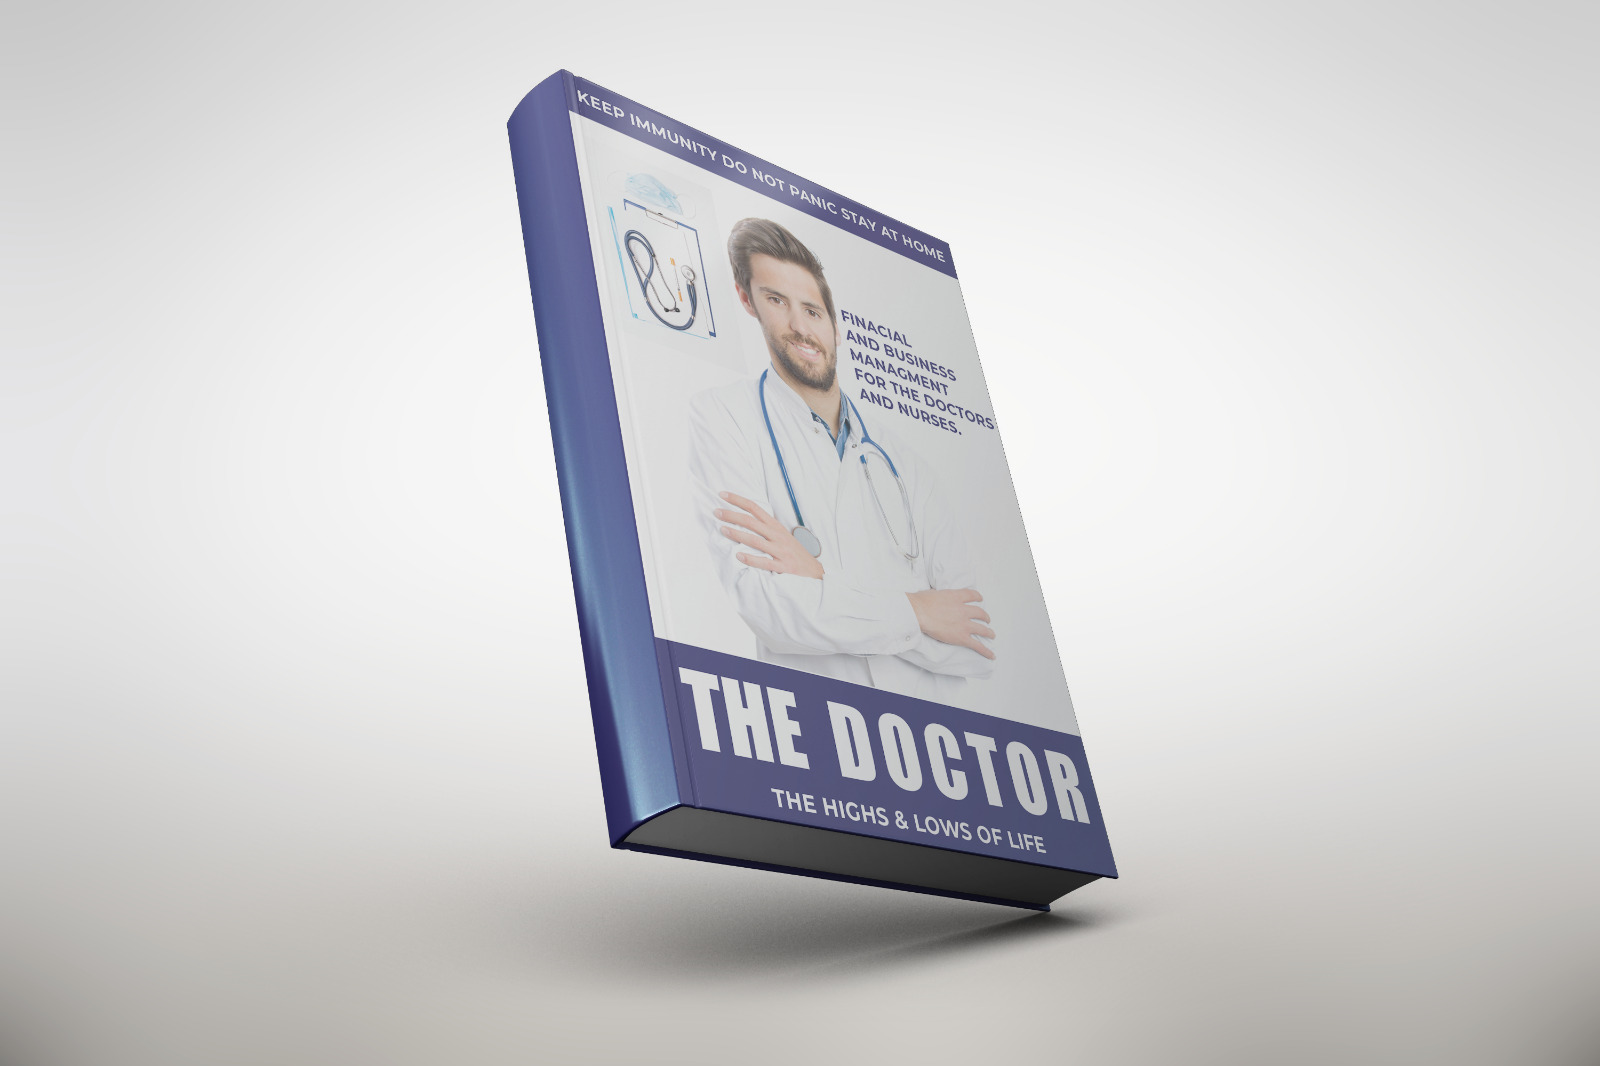 KEEP IMMUNITY DO NOT PANIC STAY AT HOME
FINACIAL
AND BUSINESS
MANAGMENT
FOR THE DOCTORS
AND NURSES.
THE DOCTOR
THE HIGHS & LOWS OF LIFE